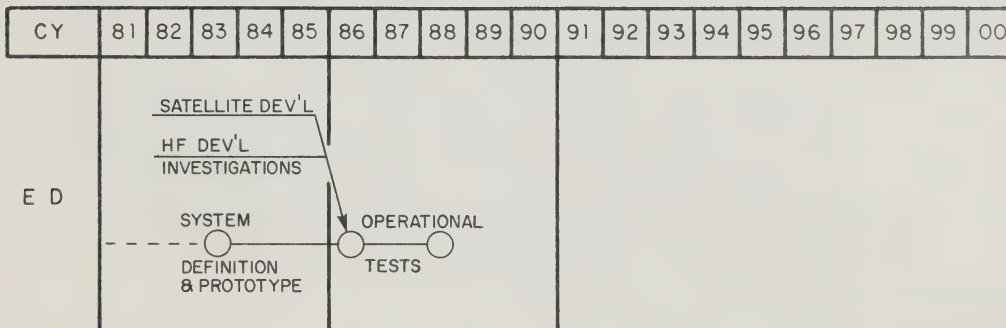 CY 81 82 83 84 85 86 87 88 89 90 91 92 93 94 95 96 97 98 99 00
SATELLITE DEV'L
HF DEV'L
INVESTIGATIONS
E D
SYSTEM
OPERATIONAL
DEFINITION
& PROTOTYPE
TESTS